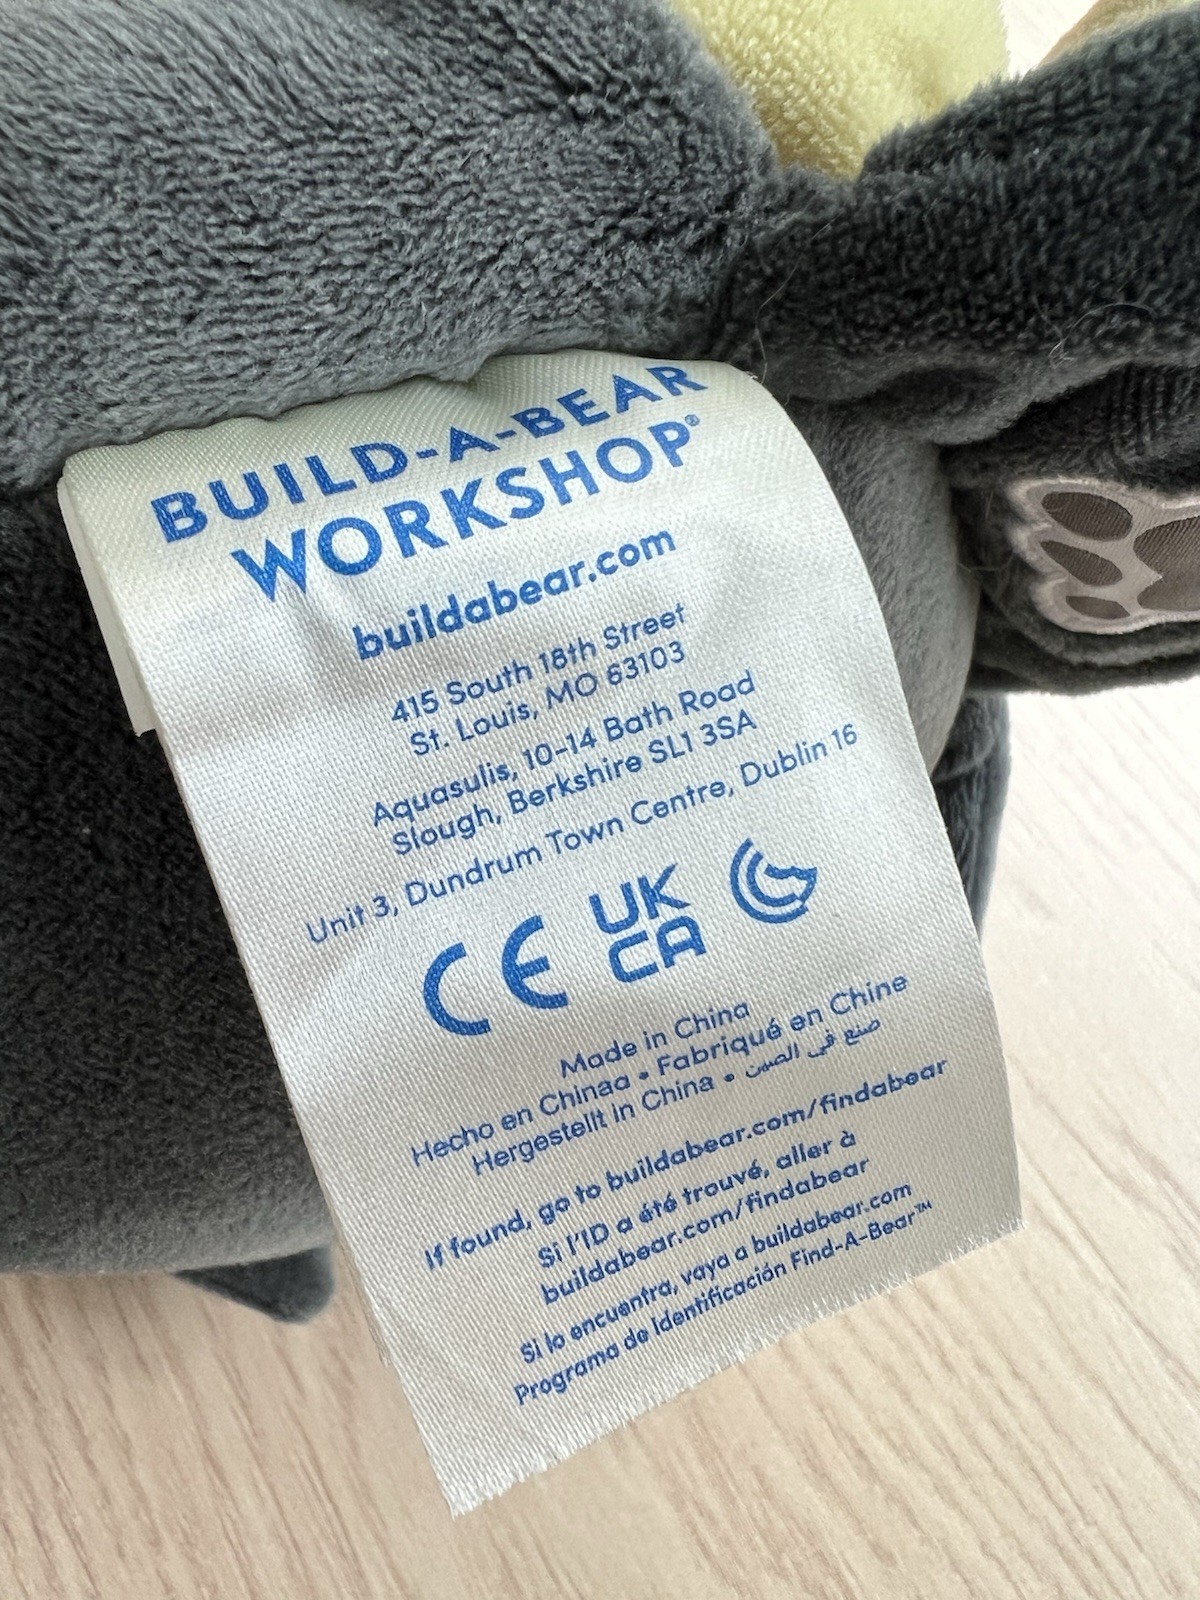 BUILD-A-BEAR
WORKSHOP®
buildabear.com
415 South 18th Street
St. Louis, MO 63103
Aquasulis, 10-14 Bath Road
Slough, Berkshire SL1 3SA
Unit 3, Dundrum Town Centre, Dublin 16
CE UK
CA
Made in China
Hecho en Chinaa • Fabriqué en Chine
Hergestellt in China • صنع في الصين
If found, go to buildabear.com/findabear
Si l'ID a été trouvé, aller à
buildabear.com/findabear
Si lo encuentra, vaya a buildabear.com
Programa de Identificación Find-A-Bear™